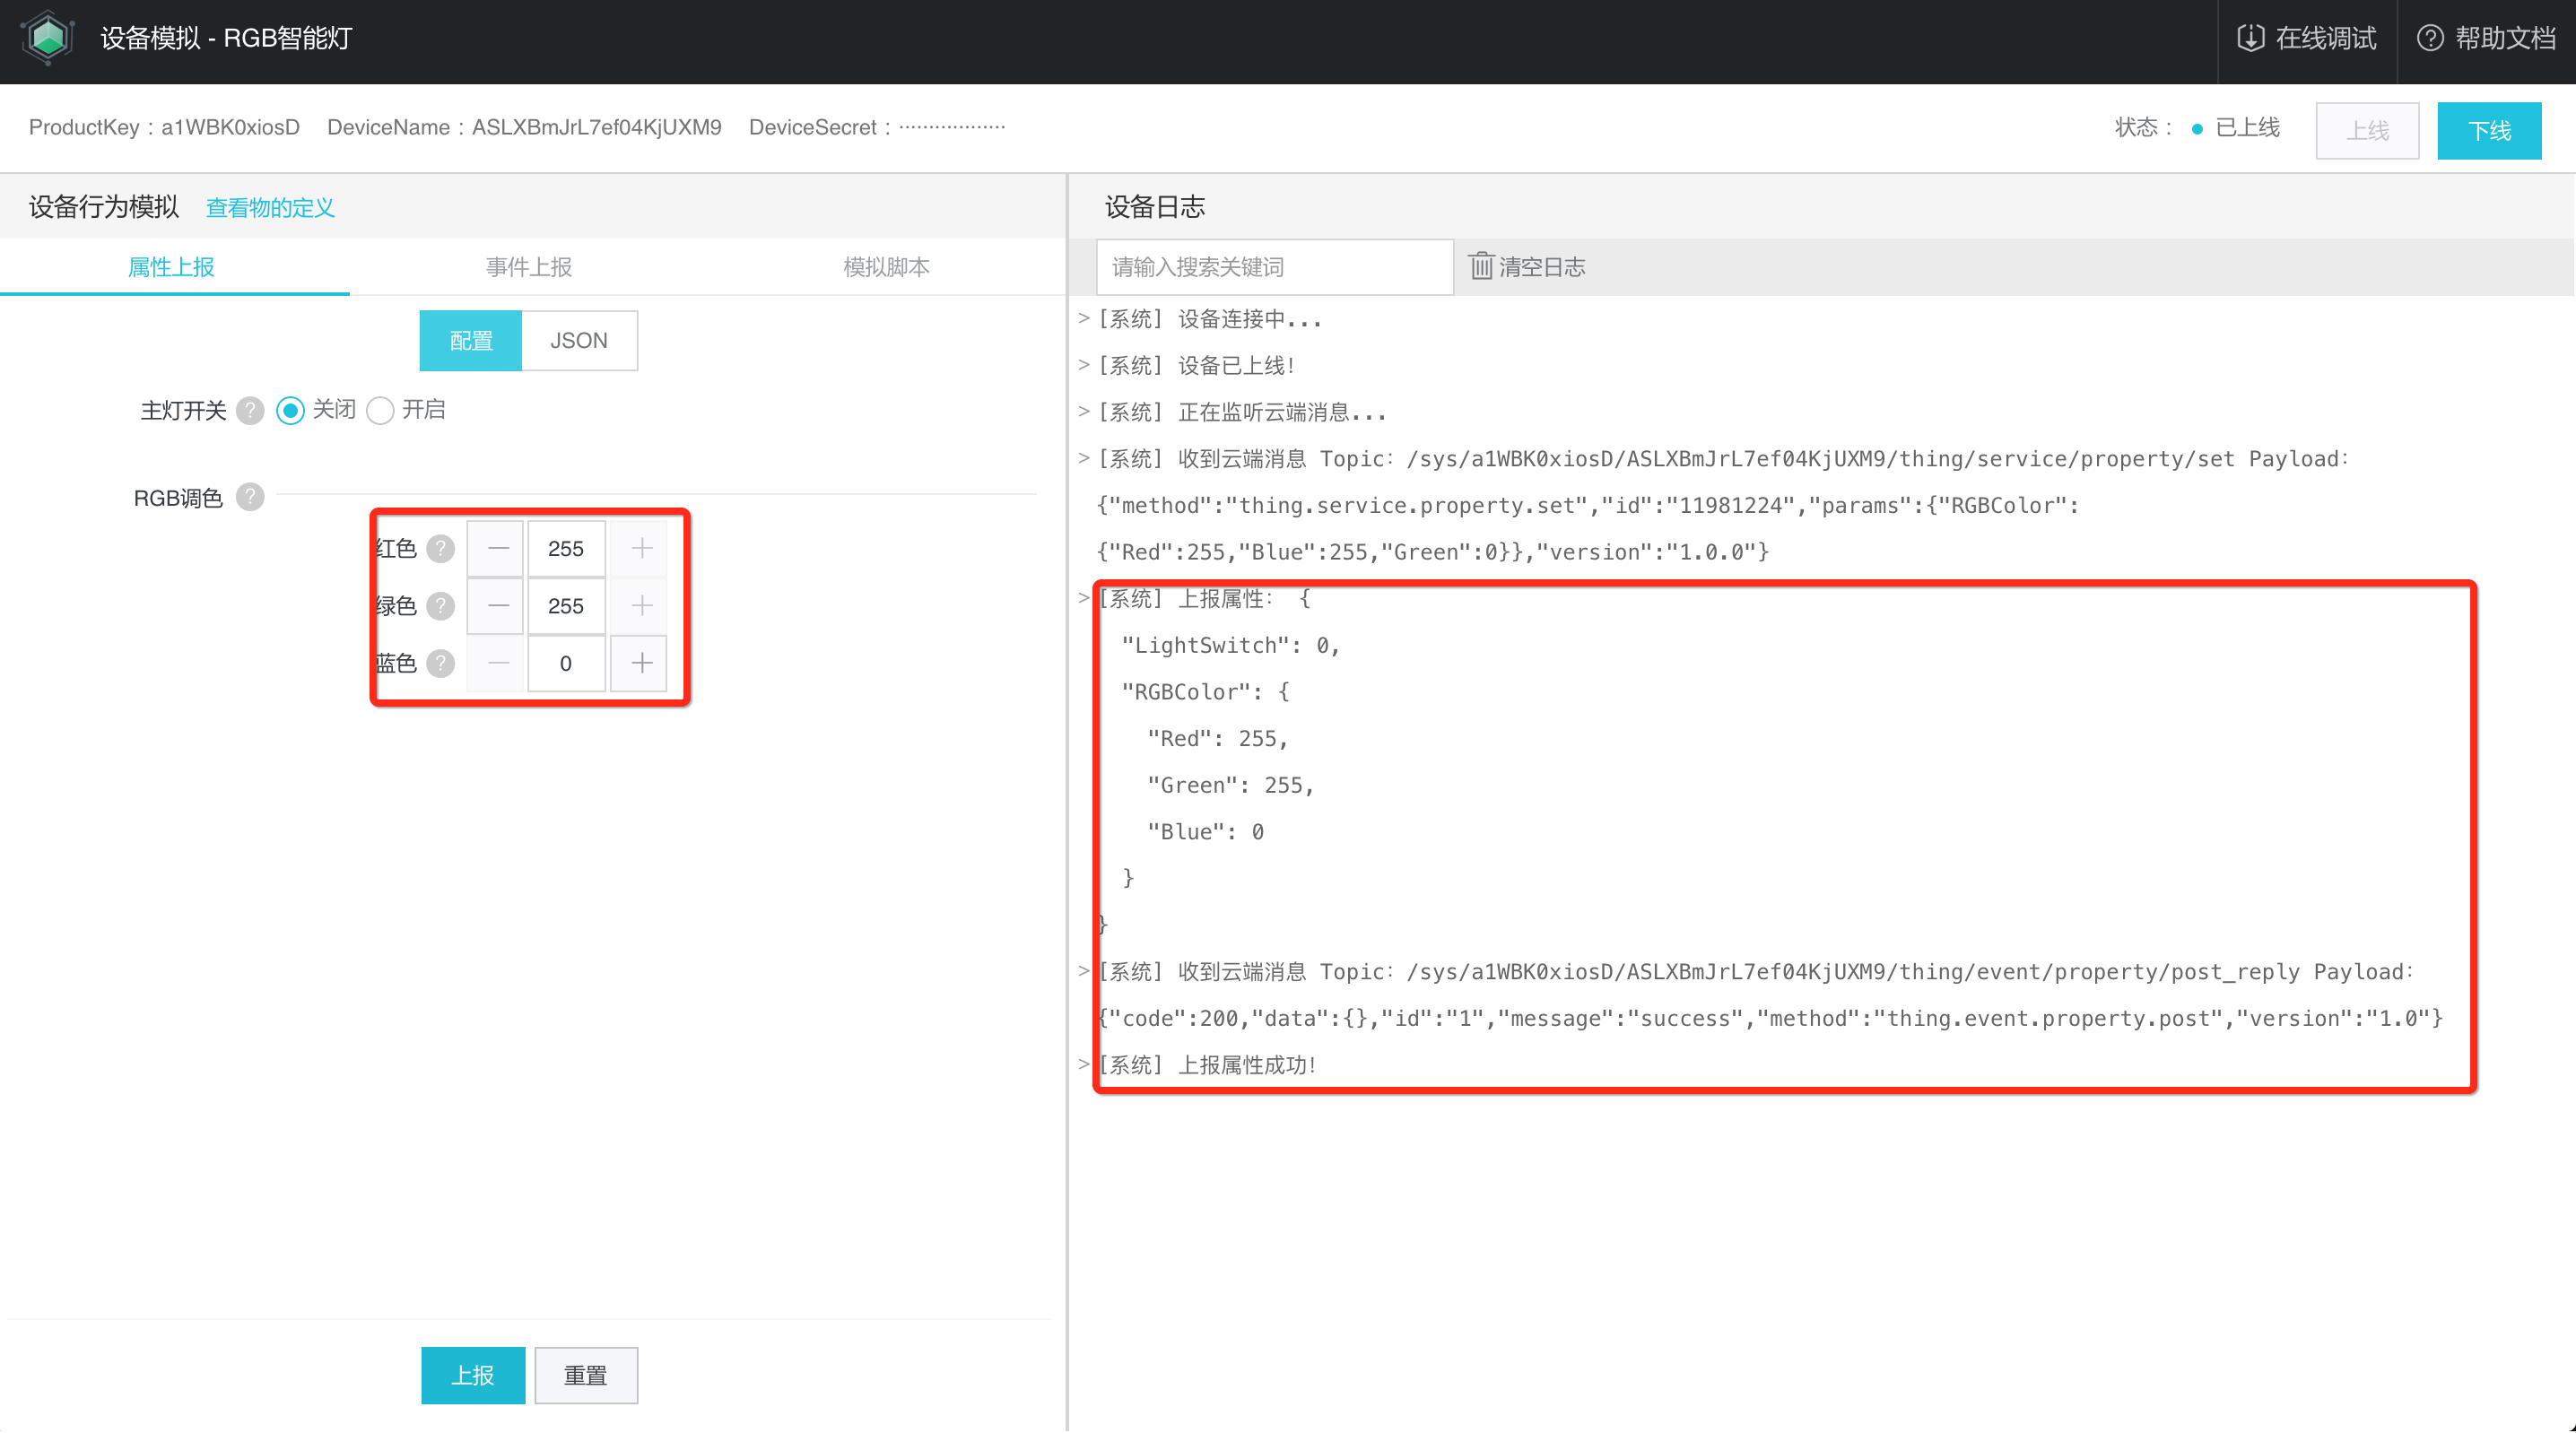 设备模拟 - RGB智能灯
在线调试
帮助文档
ProductKey : a1WBK0xiosD DeviceName : ASLXBmJrL7ef04KjUXM9 DeviceSecret : ··················
状态 : 已上线
上线
下线
设备行为模拟 查看物的定义
属性上报 事件上报 模拟脚本
配置 JSON
主灯开关 ? 关闭 开启
RGB调色 ?
红色 ? — 255 +
绿色 ? — 255 +
蓝色 ? — 0 +
上报 重置
设备日志
请输入搜索关键词 清空日志
> [系统] 设备连接中...
> [系统] 设备已上线!
> [系统] 正在监听云端消息...
> [系统] 收到云端消息 Topic: /sys/a1WBK0xiosD/ASLXBmJrL7ef04KjUXM9/thing/service/property/set Payload:
{"method":"thing.service.property.set","id":"11981224","params":{"RGBColor":
{"Red":255,"Blue":255,"Green":0}},"version":"1.0.0"}
> [系统] 上报属性: {
"LightSwitch": 0,
"RGBColor": {
"Red": 255,
"Green": 255,
"Blue": 0
}
}
> [系统] 收到云端消息 Topic: /sys/a1WBK0xiosD/ASLXBmJrL7ef04KjUXM9/thing/event/property/post_reply Payload:
{"code":200,"data":{},"id":"1","message":"success","method":"thing.event.property.post","version":"1.0"}
> [系统] 上报属性成功!